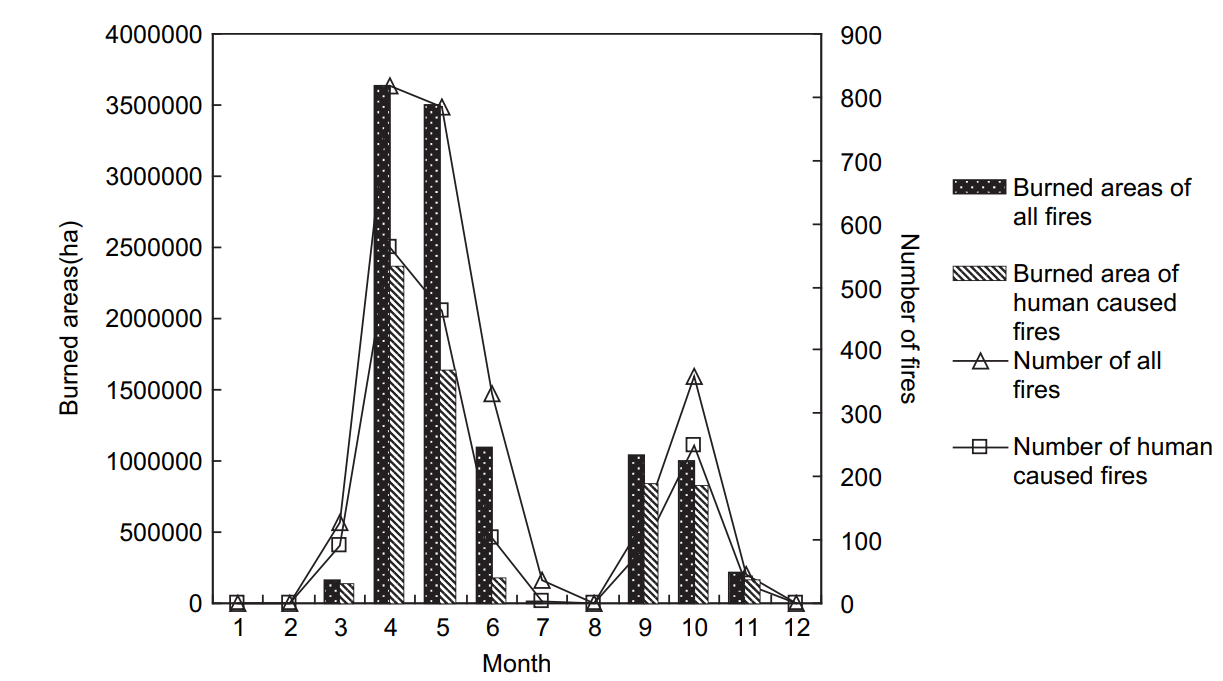 4000000
3500000
3000000
2500000
2000000
1500000
1000000
500000
0
Burned areas(ha)
900
800
700
600
500
400
300
200
100
0
Number of fires
1 2 3 4 5 6 7 8 9 10 11 12
Month
Burned areas of
all fires
Burned area of
human caused
fires
Number of all
fires
Number of human
caused fires